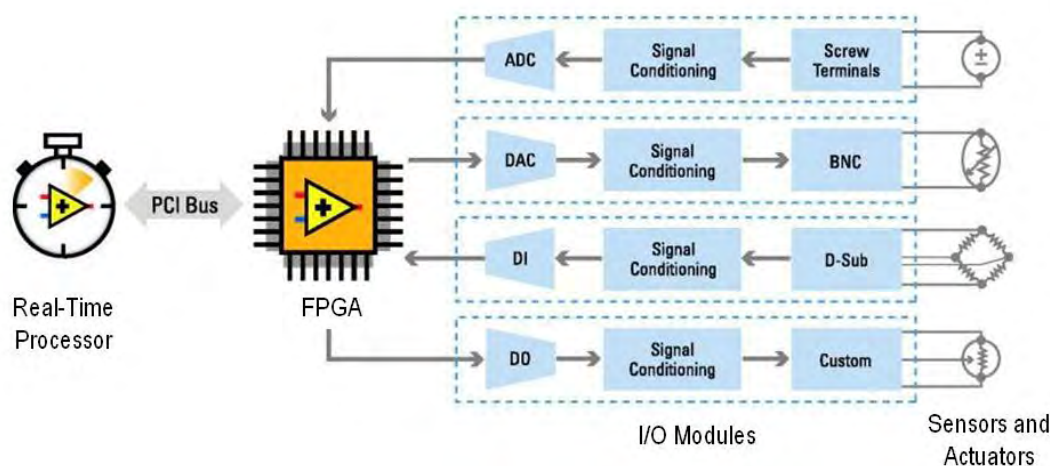 ADC
Signal
Conditioning
Screw
Terminals
DAC
Signal
Conditioning
BNC
PCI Bus
DI
Signal
Conditioning
D-Sub
Real-Time
Processor
FPGA
DO
Signal
Conditioning
Custom
I/O Modules
Sensors and
Actuators